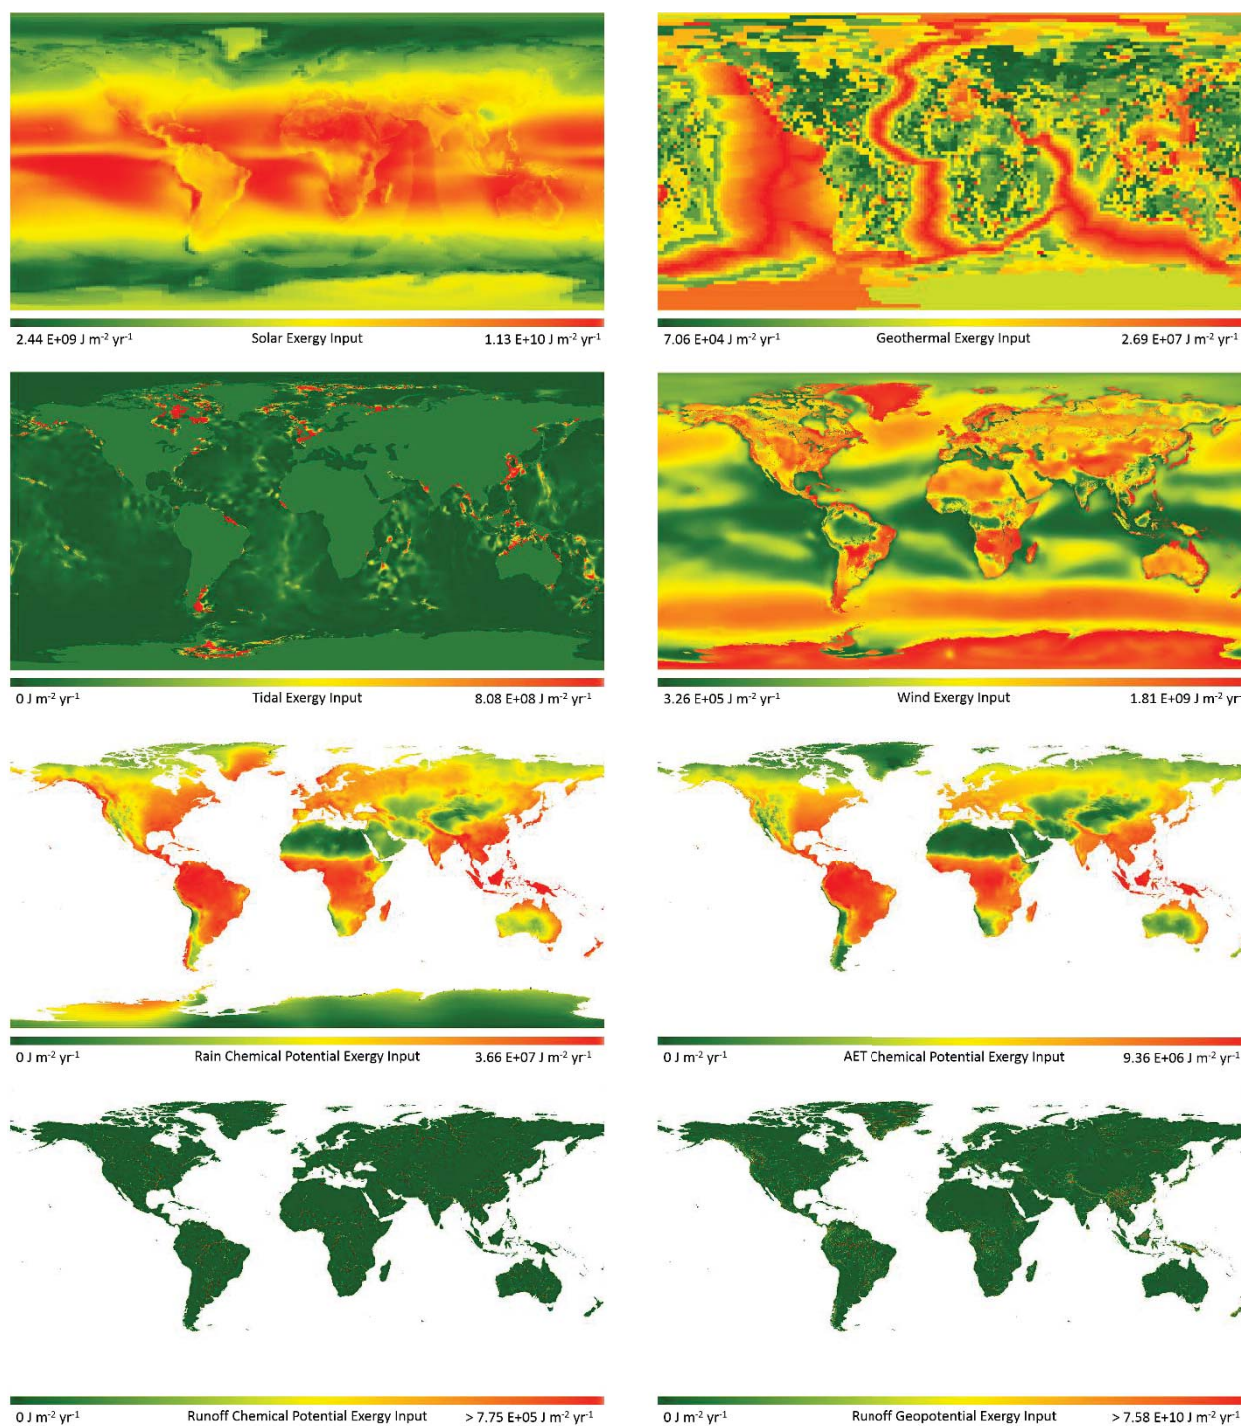 2.44 E+09 J m⁻² yr⁻¹ Solar Exergy Input 1.13 E+10 J m⁻² yr⁻¹
7.06 E+04 J m⁻² yr⁻¹ Geothermal Exergy Input 2.69 E+07 J m⁻² yr⁻¹
0 J m⁻² yr⁻¹ Tidal Exergy Input 8.08 E+08 J m⁻² yr⁻¹
3.26 E+05 J m⁻² yr⁻¹ Wind Exergy Input 1.81 E+09 J m⁻² yr⁻¹
0 J m⁻² yr⁻¹ Rain Chemical Potential Exergy Input 3.66 E+07 J m⁻² yr⁻¹
0 J m⁻² yr⁻¹ AET Chemical Potential Exergy Input 9.36 E+06 J m⁻² yr⁻¹
0 J m⁻² yr⁻¹ Runoff Chemical Potential Exergy Input > 7.75 E+05 J m⁻² yr⁻¹
0 J m⁻² yr⁻¹ Runoff Geopotential Exergy Input > 7.58 E+10 J m⁻² yr⁻¹